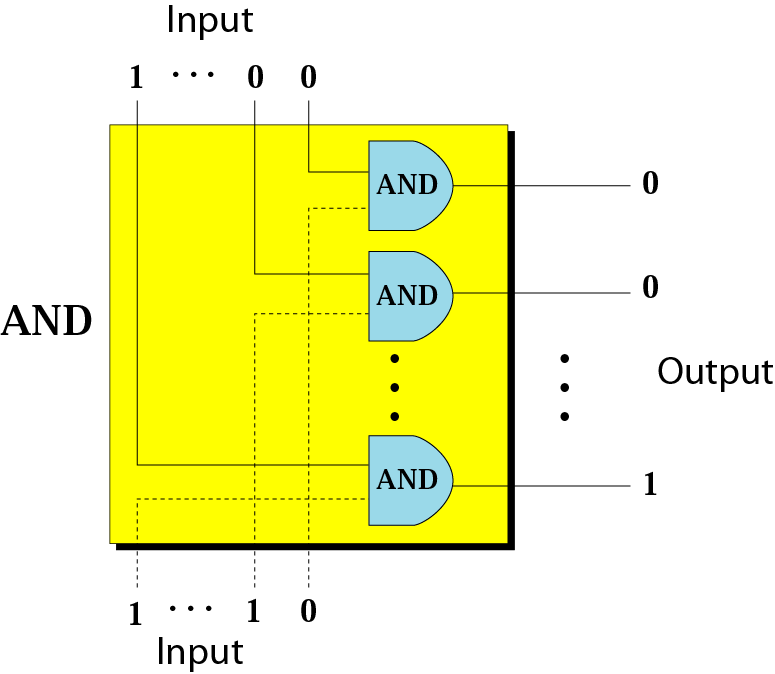 Input
1 ··· 0 0
AND
0
AND
0
AND
Output
AND
1
1 ··· 1 0
Input